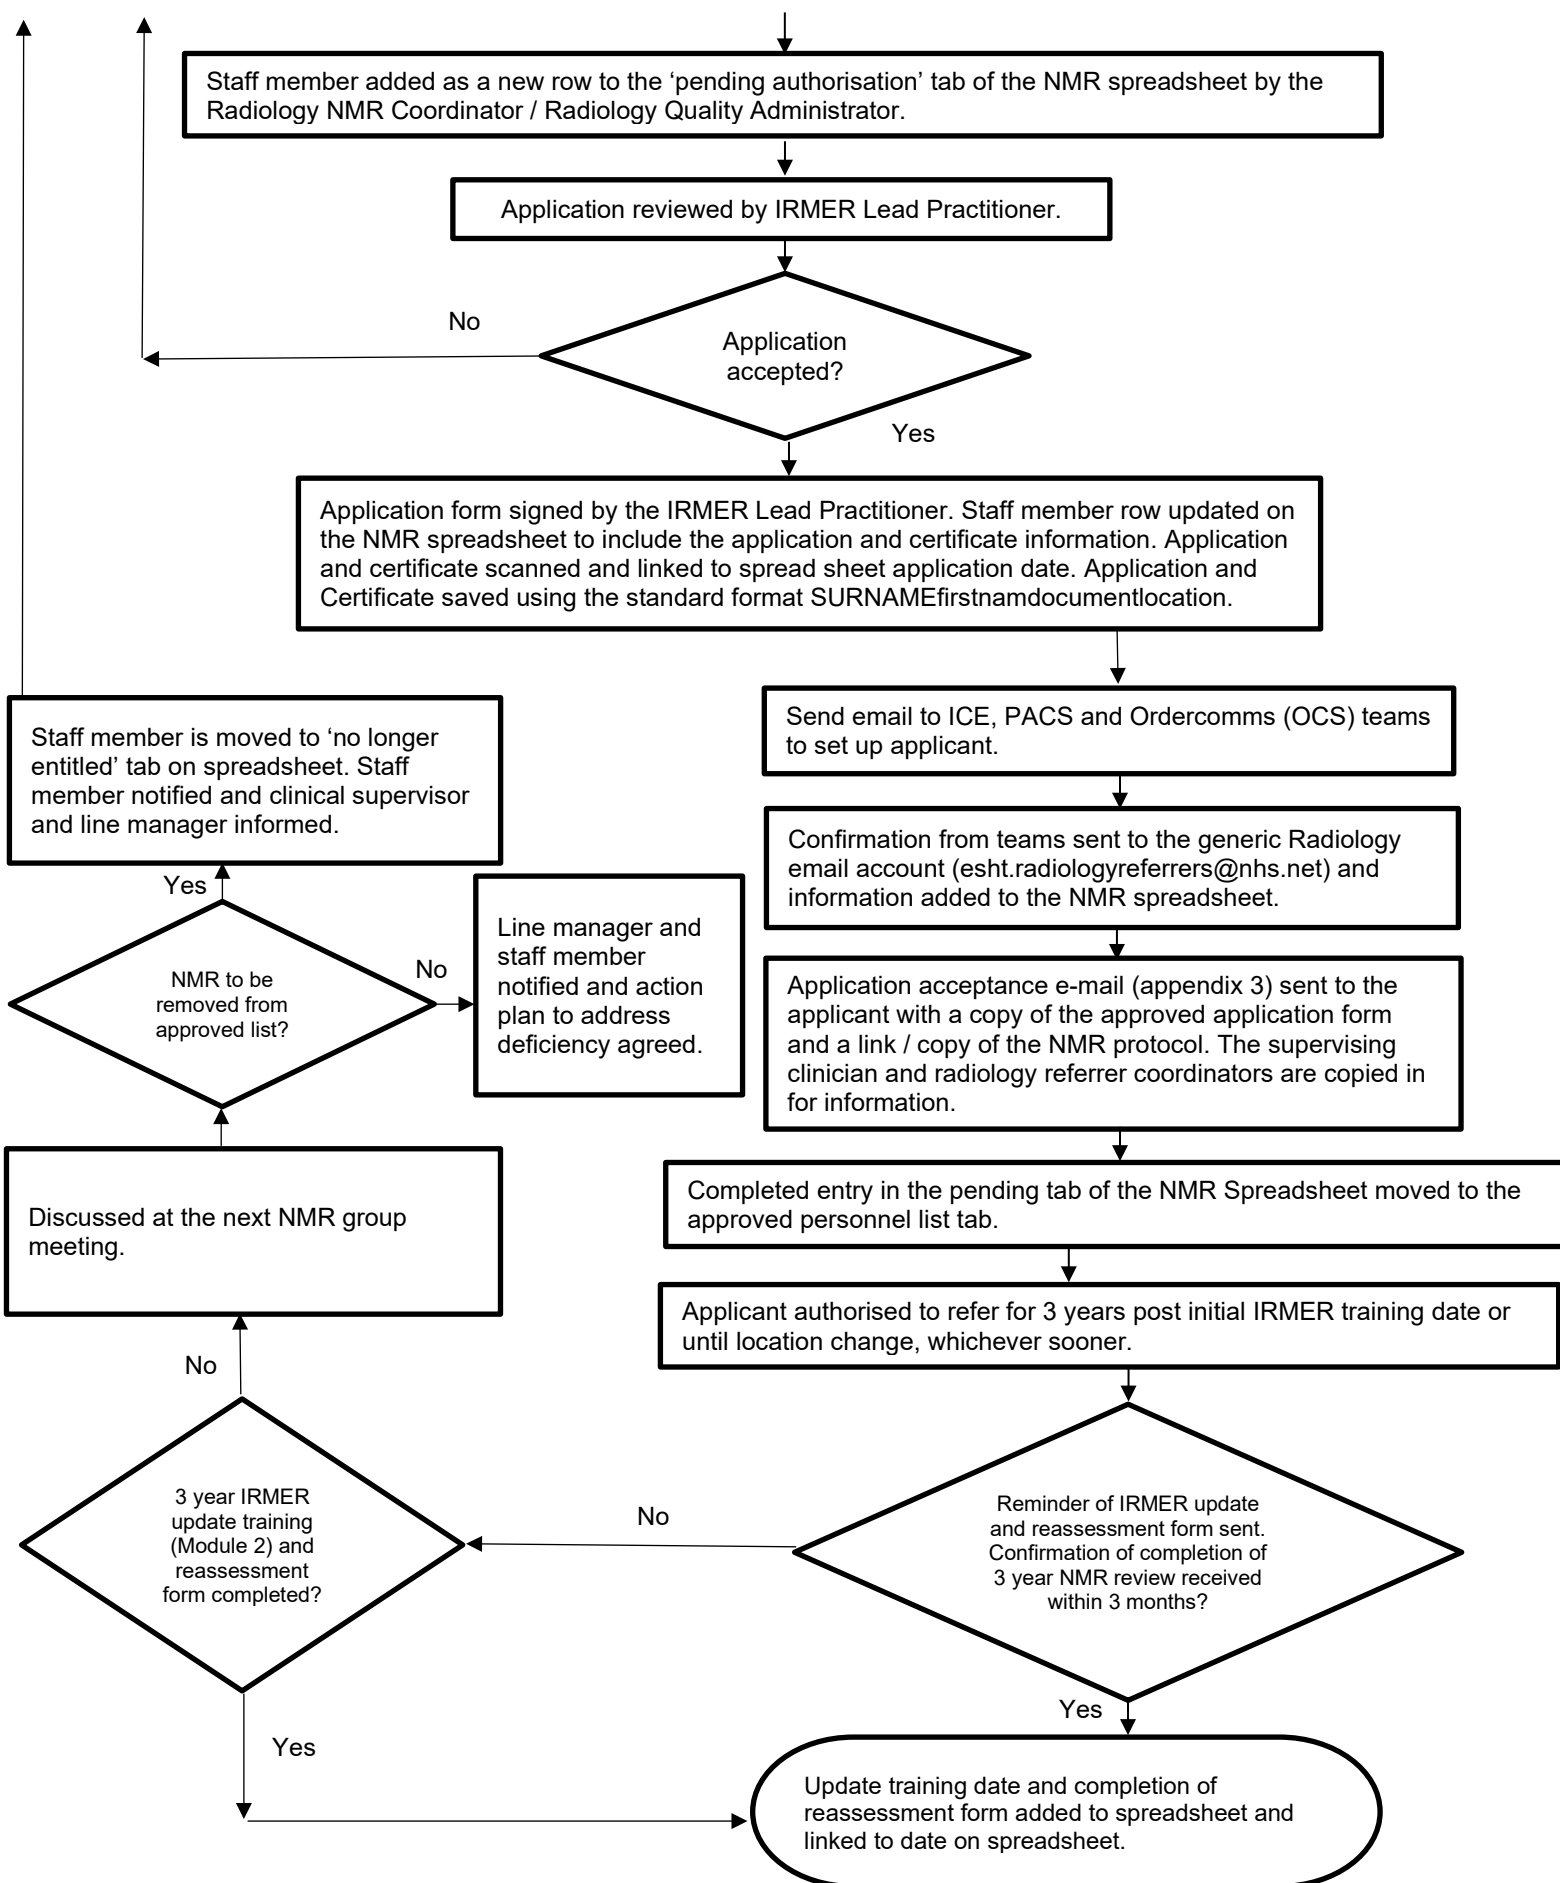 Staff member added as a new row to the ‘pending authorisation’ tab of the NMR spreadsheet by the
Radiology NMR Coordinator / Radiology Quality Administrator.
Application reviewed by IRMER Lead Practitioner.
No
Application
accepted?
Yes
Application form signed by the IRMER Lead Practitioner. Staff member row updated on
the NMR spreadsheet to include the application and certificate information. Application
and certificate scanned and linked to spread sheet application date. Application and
Certificate saved using the standard format SURNAMEfirstnamdocumentlocation.
Send email to ICE, PACS and Ordercomms (OCS) teams
to set up applicant.
Staff member is moved to ‘no longer
entitled’ tab on spreadsheet. Staff
member notified and clinical supervisor
and line manager informed.
Confirmation from teams sent to the generic Radiology
email account (esht.radiologyreferrers@nhs.net) and
information added to the NMR spreadsheet.
Yes
NMR to be
removed from
approved list?
No
Line manager and
staff member
notified and action
plan to address
deficiency agreed.
Application acceptance e-mail (appendix 3) sent to the
applicant with a copy of the approved application form
and a link / copy of the NMR protocol. The supervising
clinician and radiology referrer coordinators are copied in
for information.
Completed entry in the pending tab of the NMR Spreadsheet moved to the
approved personnel list tab.
Discussed at the next NMR group
meeting.
Applicant authorised to refer for 3 years post initial IRMER training date or
until location change, whichever sooner.
No
3 year IRMER
update training
(Module 2) and
reassessment
form completed?
No
Reminder of IRMER update
and reassessment form sent.
Confirmation of completion of
3 year NMR review received
within 3 months?
Yes
Yes
Update training date and completion of
reassessment form added to spreadsheet and
linked to date on spreadsheet.